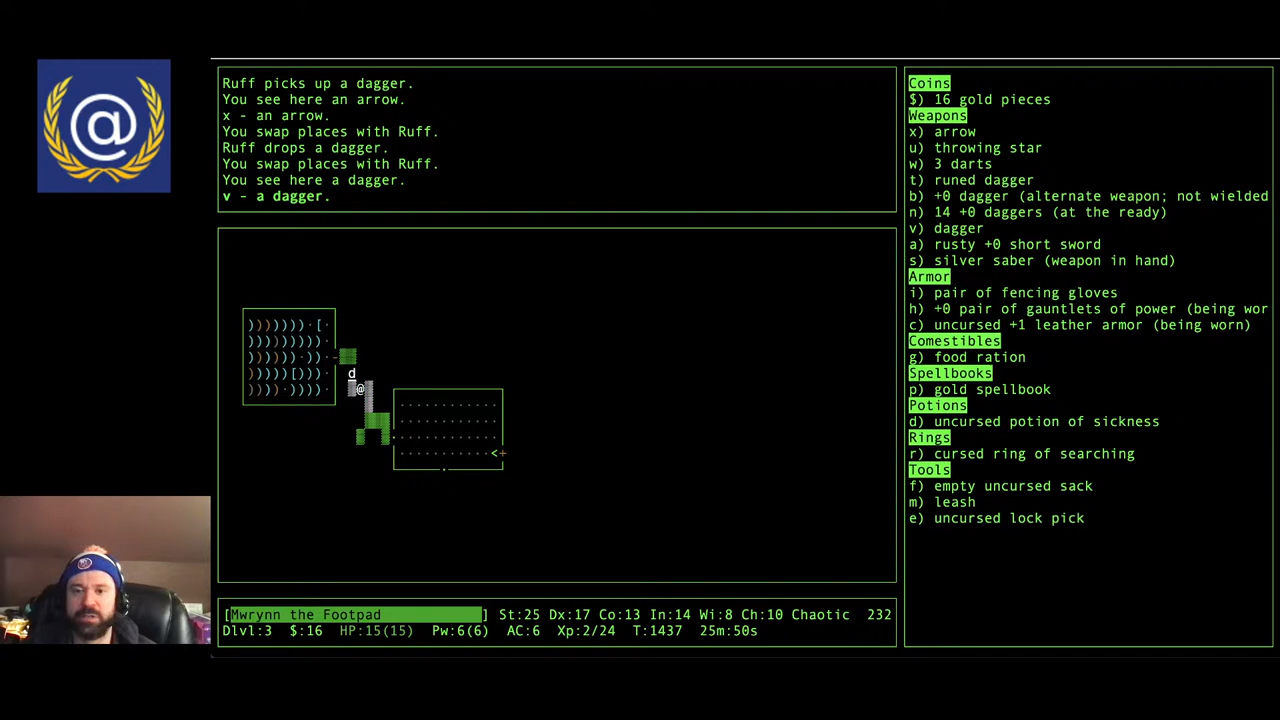 @
Ruff picks up a dagger.
You see here an arrow.
x - an arrow.
You swap places with Ruff.
Ruff drops a dagger.
You swap places with Ruff.
You see here a dagger.
v - a dagger.
)))))))·[·
)))))))))·
))))))·))·-
)))))[)))·
d
))))·))))·
@
· · · · · · · · · · · ·
· · · · · · · · · · · ·
· · · · · · · · · · · · ·
· · · · · · · · · · · <+
·
[Mwrynn the Footpad ] St:25 Dx:17 Co:13 In:14 Wi:8 Ch:10 Chaotic 232
Dlvl:3 $:16 HP:15(15) Pw:6(6) AC:6 Xp:2/24 T:1437 25m:50s
Coins
$) 16 gold pieces
Weapons
x) arrow
u) throwing star
w) 3 darts
t) runed dagger
b) +0 dagger (alternate weapon; not wielded
n) 14 +0 daggers (at the ready)
v) dagger
a) rusty +0 short sword
s) silver saber (weapon in hand)
Armor
i) pair of fencing gloves
h) +0 pair of gauntlets of power (being wor
c) uncursed +1 leather armor (being worn)
Comestibles
g) food ration
Spellbooks
p) gold spellbook
Potions
d) uncursed potion of sickness
Rings
r) cursed ring of searching
Tools
f) empty uncursed sack
m) leash
e) uncursed lock pick